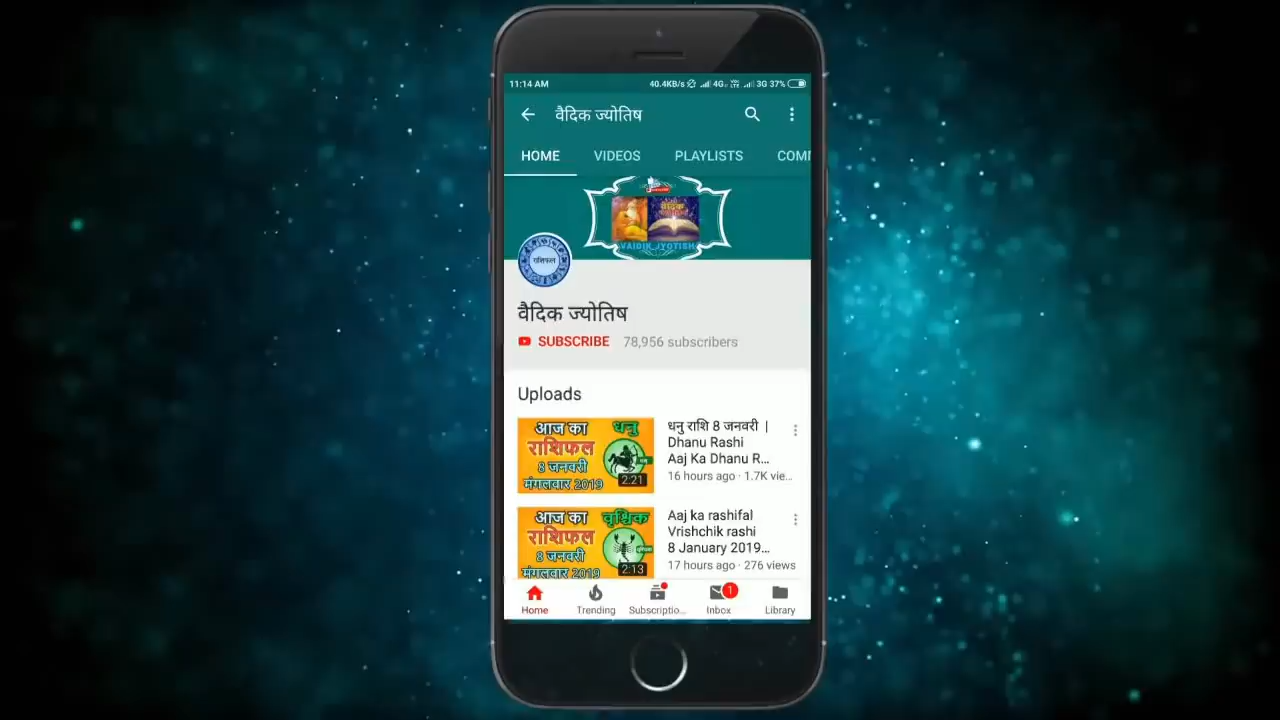 11:14 AM 40.4KB/s 4G 3G 37%
वैदिक ज्योतिष
HOME VIDEOS PLAYLISTS COMM
वैदिक
VAIDIK JYOTISH
राशिफल
वैदिक ज्योतिष
SUBSCRIBE 78,956 subscribers
Uploads
आज का धनु
राशिफल
8 जनवरी
मंगलवार 2019 2:21
धनु राशि 8 जनवरी |
Dhanu Rashi
Aaj Ka Dhanu R...
16 hours ago · 1.7K vie...
आज का वृश्चिक
राशिफल
8 जनवरी
मंगलवार 2019 2:13
Aaj ka rashifal
Vrishchik rashi
8 January 2019...
17 hours ago · 276 views
1
Home Trending Subscriptio... Inbox Library